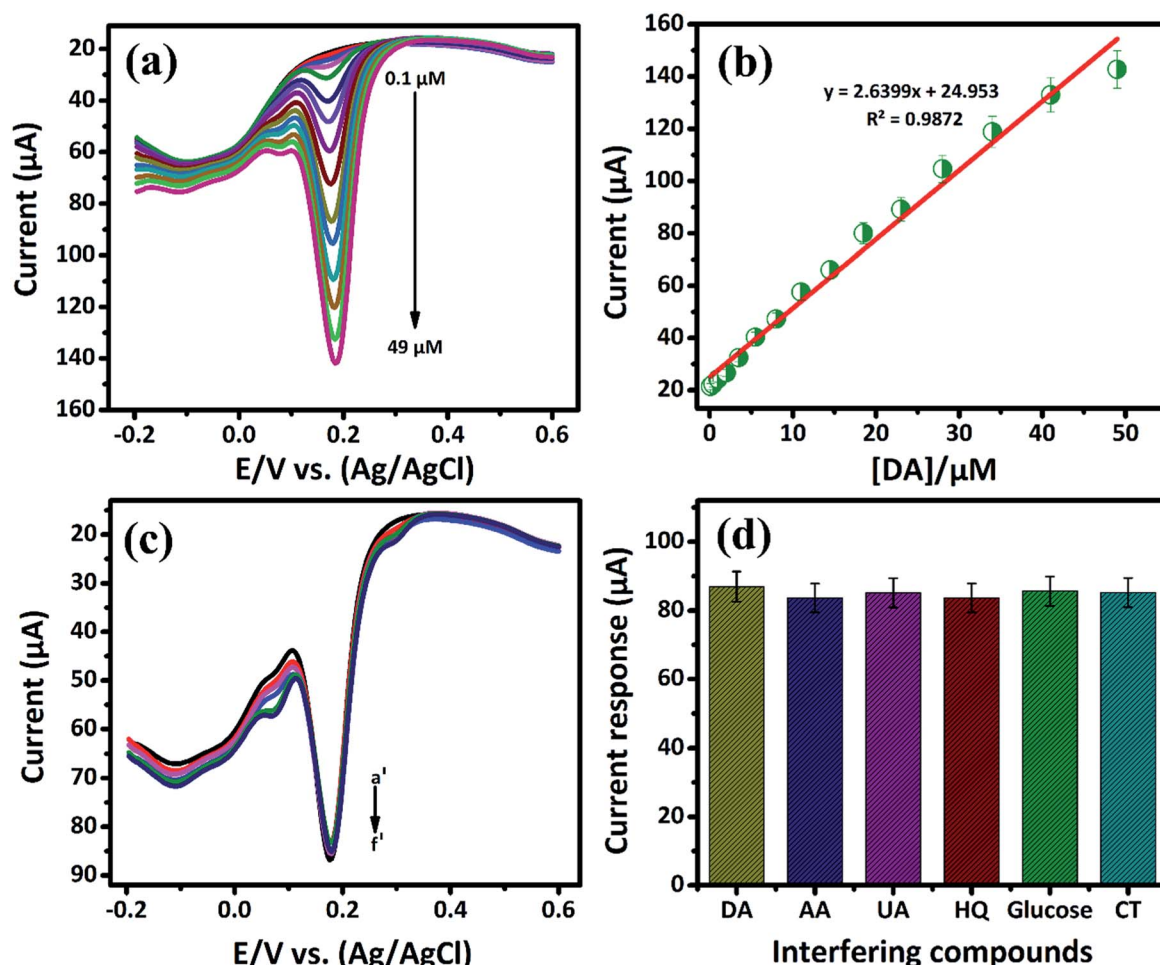 (a)
0.1 µM
49 µM
20
40
60
80
100
120
140
160
-0.2
0.0
0.2
0.4
0.6
Current (µA)
E/V vs. (Ag/AgCl)
(b)
y = 2.6399x + 24.953
R² = 0.9872
160
140
120
100
80
60
40
20
0
10
20
30
40
50
Current (µA)
[DA]/µM
(c)
a'
f'
20
30
40
50
60
70
80
90
-0.2
0.0
0.2
0.4
0.6
Current (µA)
E/V vs. (Ag/AgCl)
(d)
100
80
60
40
20
0
DA
AA
UA
HQ
Glucose
CT
Current response (µA)
Interfering compounds